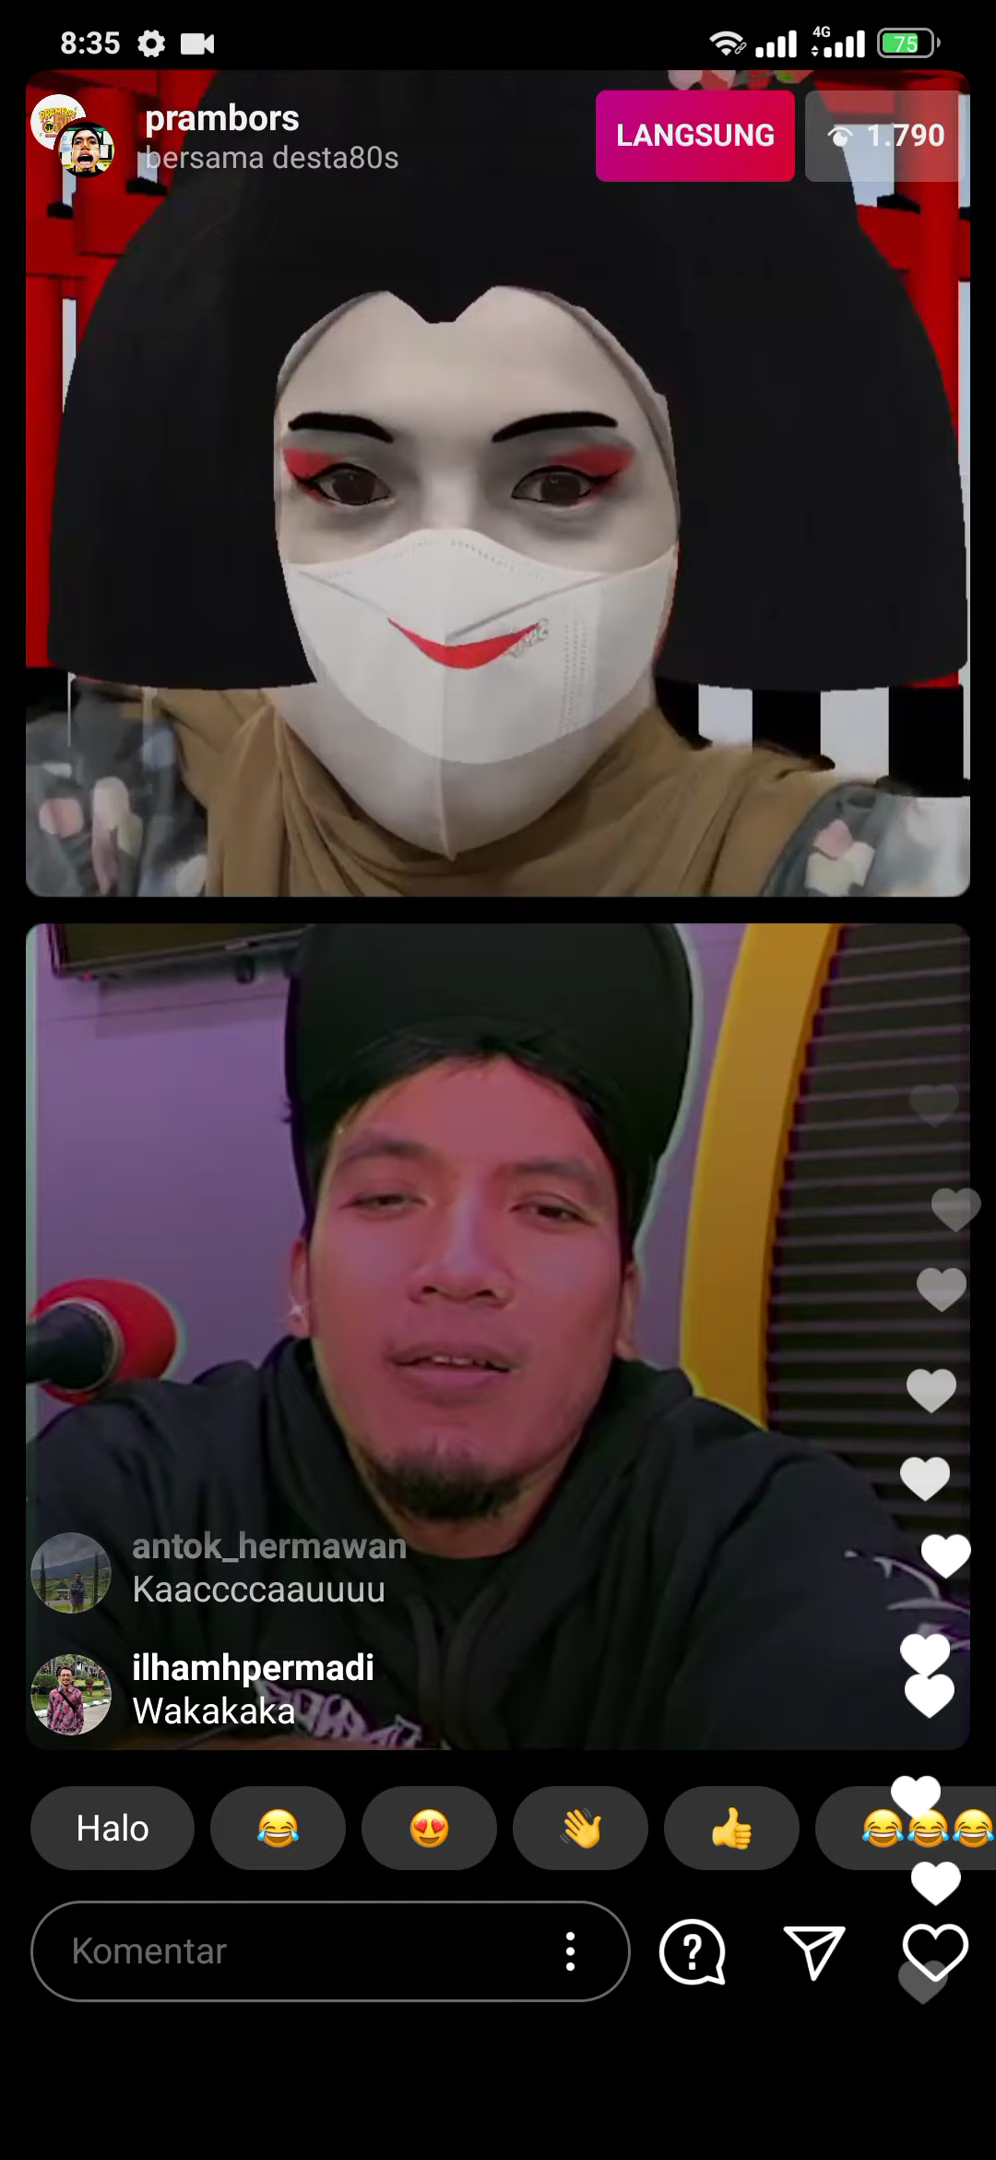 8:35
4G
75
prambors
bersama desta80s
LANGSUNG
1.790
antok_hermawan
Kaaccccaauuuu
ilhamhpermadi
Wakakaka
Halo
Komentar